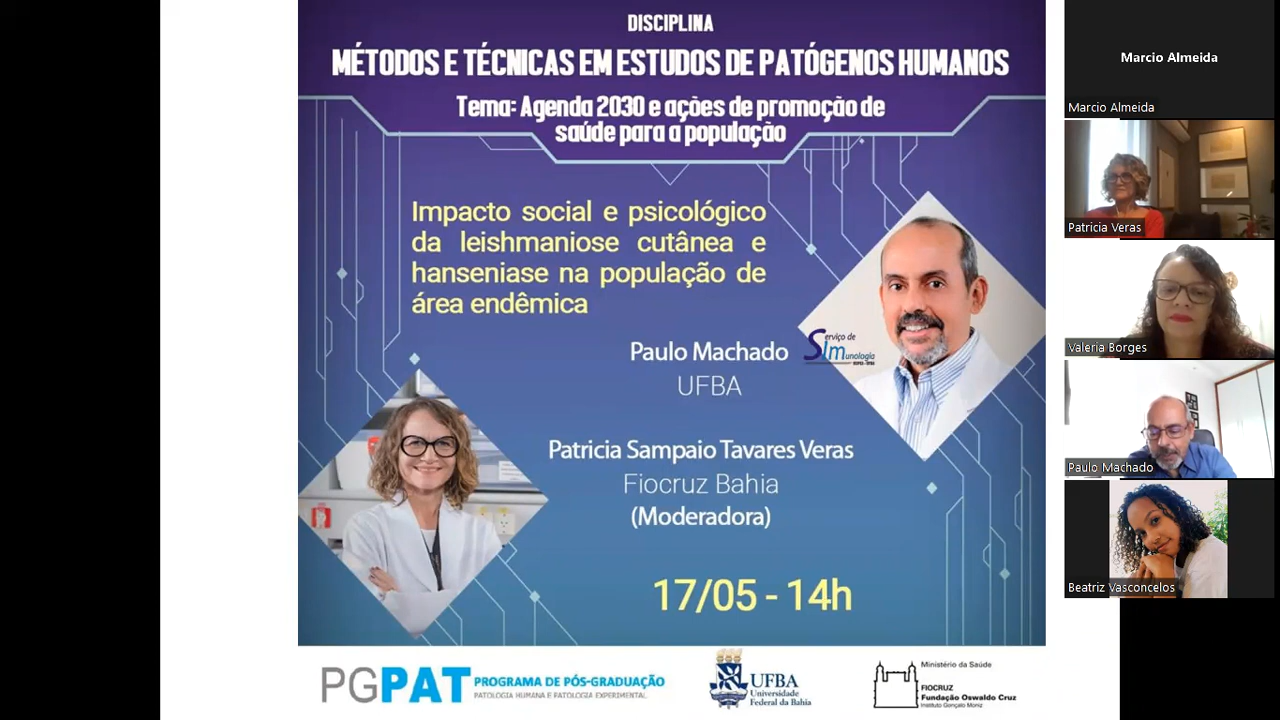 DISCIPLINA
MÉTODOS E TÉCNICAS EM ESTUDOS DE PATÓGENOS HUMANOS
Tema: Agenda 2030 e ações de promoção de
saúde para a população
Impacto social e psicológico
da leishmaniose cutânea e
hanseniase na população de
área endêmica
Serviço de
Imunologia
Paulo Machado
UFBA
Patricia Sampaio Tavares Veras
Fiocruz Bahia
(Moderadora)
17/05 - 14h
PGPAT PROGRAMA DE PÓS-GRADUAÇÃO
PATOLOGIA HUMANA E PATOLOGIA EXPERIMENTAL
UFBA
Universidade
Federal da Bahia
Ministério da Saúde
FIOCRUZ
Fundação Oswaldo Cruz
Instituto Gonçalo Moniz
Marcio Almeida
Marcio Almeida
Patricia Veras
Valeria Borges
Paulo Machado
Beatriz Vasconcelos